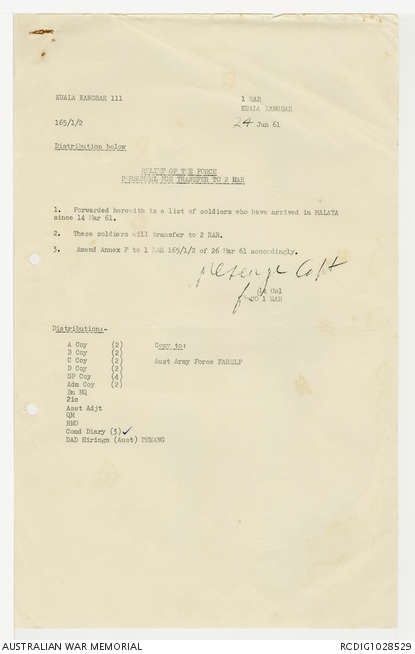 KUALA KANGSAR 111
1 RAR
KUALA KANGSAR
165/1/2
24 Jun 61
Distribution below
RELIEF OF THE FORCE
PERSONNEL FOR TRANSFER TO 2 RAR
1. Forwarded herewith is a list of soldiers who have arrived in MALAYA
since 14 Mar 61.
2. These soldiers will transfer to 2 RAR.
3. Amend Annex F to 1 RAR 165/1/2 of 26 Mar 61 accordingly.
Capt
for
Lt Col
CO 1 RAR
Distribution:-
A Coy (2)
B Coy (2)
C Coy (2)
D Coy (2)
SP Coy (4)
Adm Coy (2)
Bn HQ
2ic
Asst Adjt
QM
RMO
Comd Diary (3) ✓
DAD Hirings (Aust) PENANG
Copy to:
Aust Army Force FARELF
AUSTRALIAN WAR MEMORIAL
RCDIG1028529